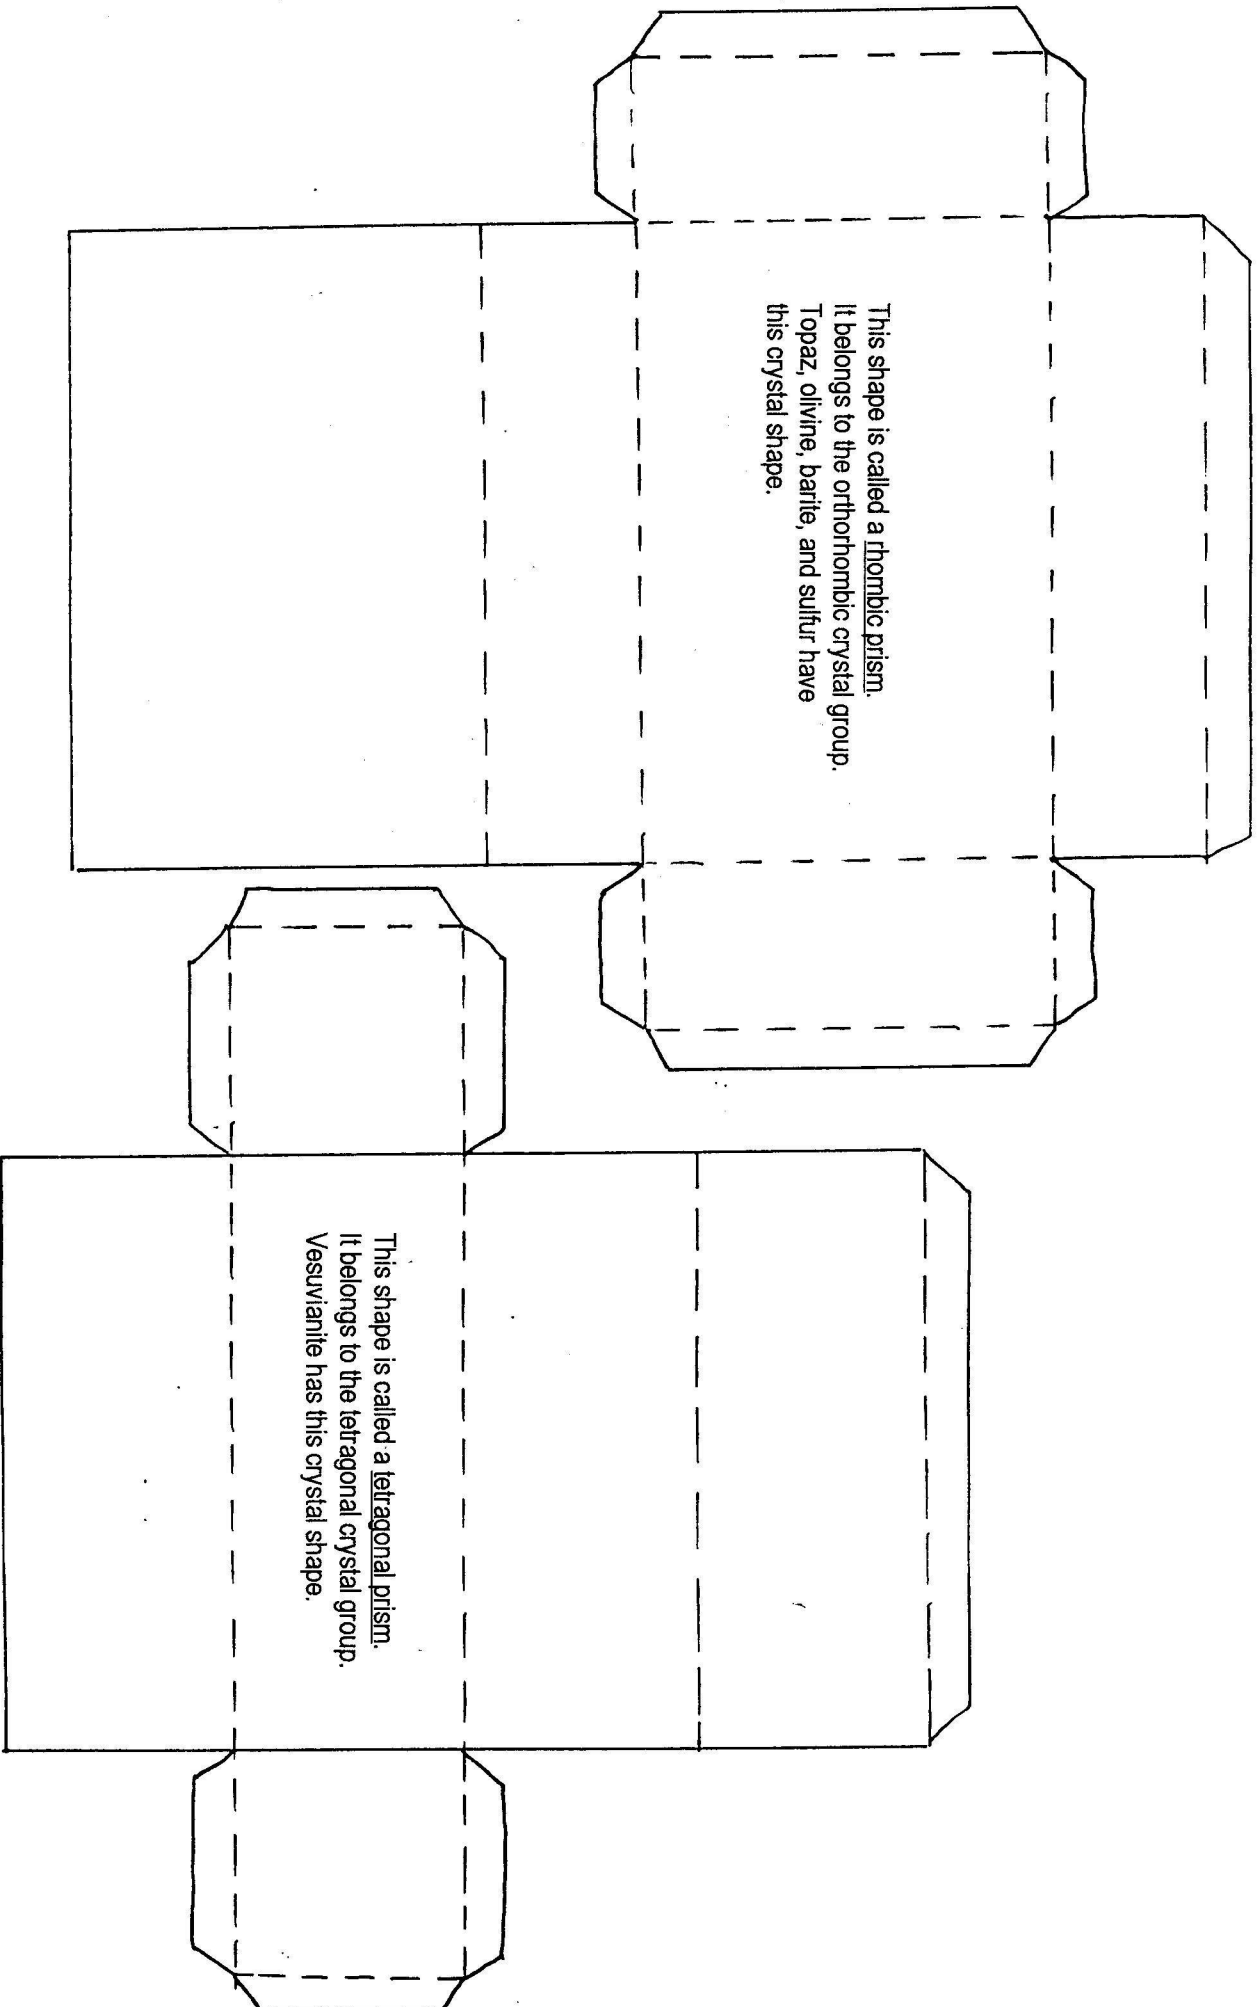 This shape is called a rhombic prism.
It belongs to the orthorhombic crystal group.
Topaz, olivine, barite, and sulfur have
this crystal shape.
This shape is called a tetragonal prism.
It belongs to the tetragonal crystal group.
Vesuvianite has this crystal shape.